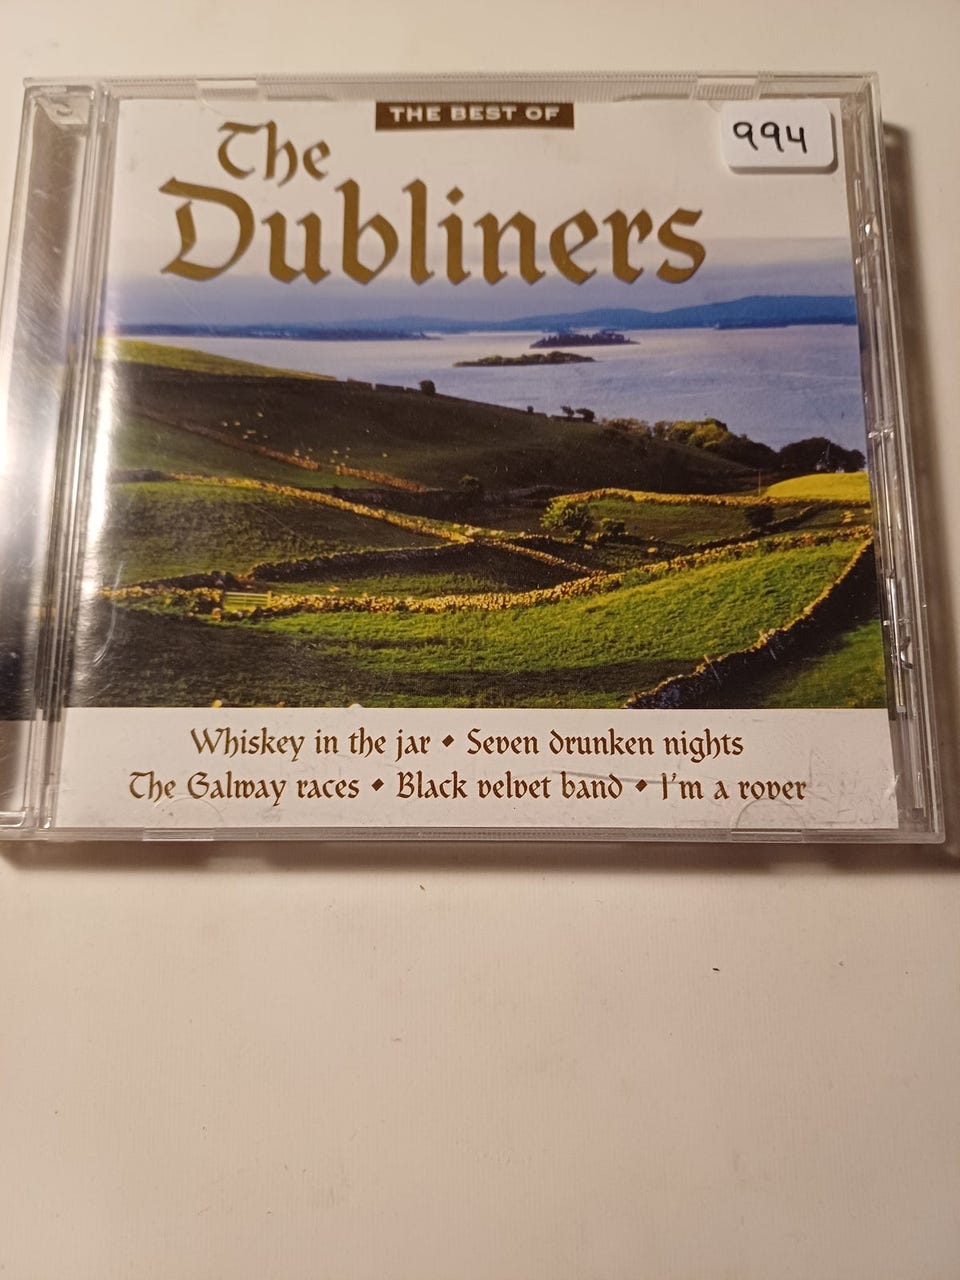 THE BEST OF
994
The
Dubliners
Whiskey in the jar • Seven drunken nights
The Galway races • Black velvet band • I'm a rover